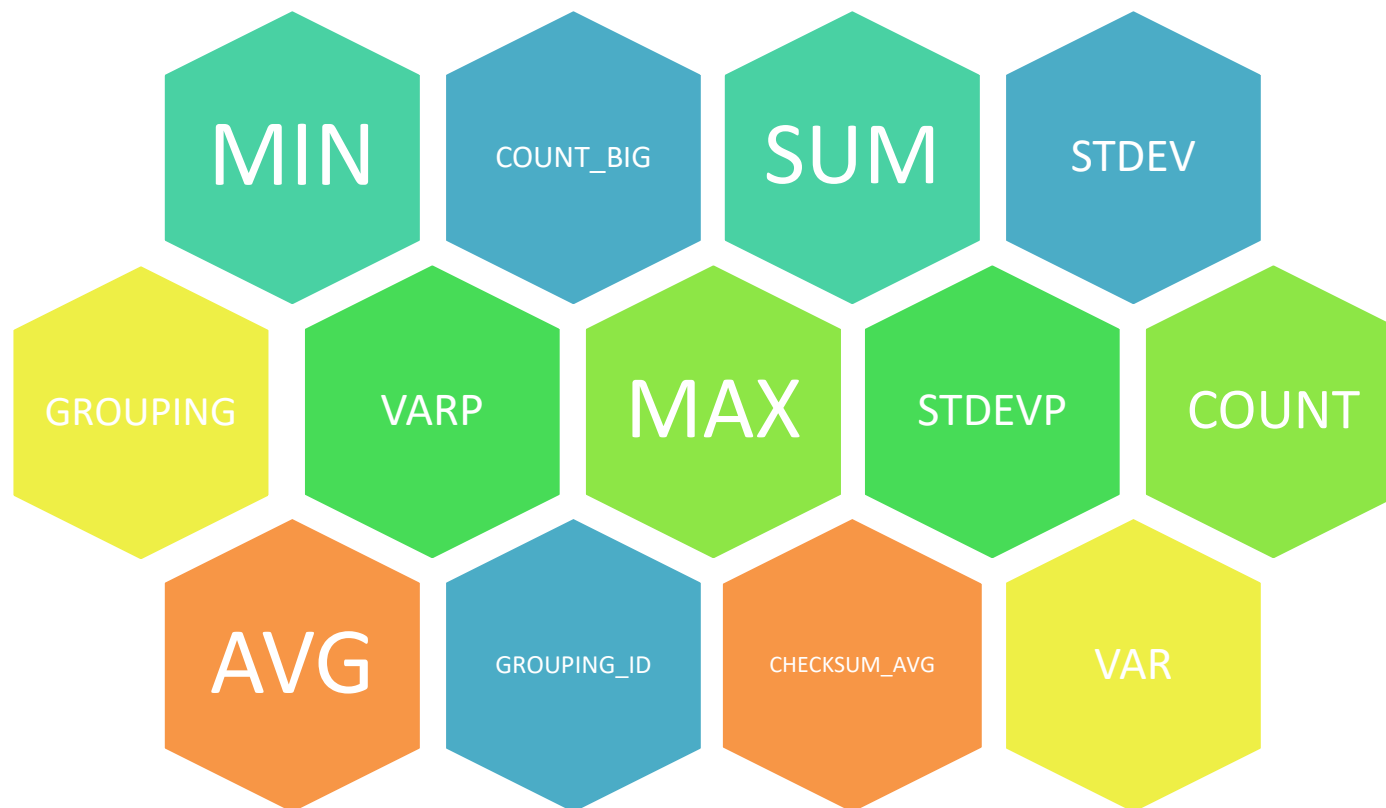 MIN
COUNT_BIG
SUM
STDEV
GROUPING
VARP
MAX
STDEVP
COUNT
AVG
GROUPING_ID
CHECKSUM_AVG
VAR